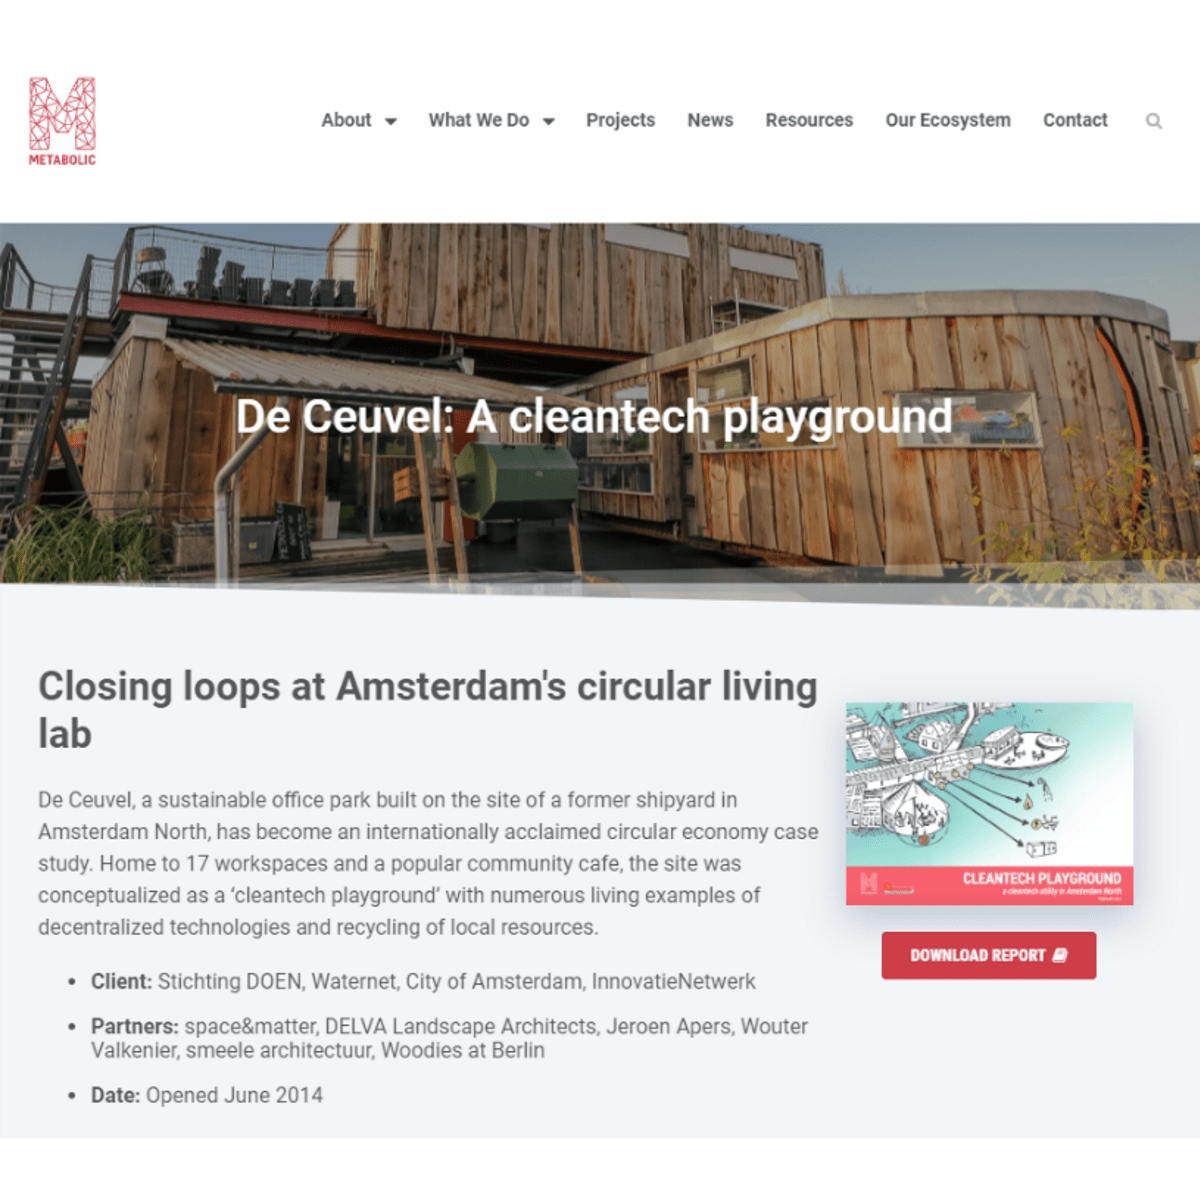 METABOLIC
About
What We Do
Projects
News
Resources
Our Ecosystem
Contact
De Ceuvel: A cleantech playground
Closing loops at Amsterdam's circular living
lab
De Ceuvel, a sustainable office park built on the site of a former shipyard in
Amsterdam North, has become an internationally acclaimed circular economy case
study. Home to 17 workspaces and a popular community cafe, the site was
conceptualized as a ‘cleantech playground’ with numerous living examples of
decentralized technologies and recycling of local resources.
• Client: Stichting DOEN, Waternet, City of Amsterdam, InnovatieNetwerk
• Partners: space&matter, DELVA Landscape Architects, Jeroen Apers, Wouter
Valkenier, smeele architectuur, Woodies at Berlin
• Date: Opened June 2014
CLEANTECH PLAYGROUND
a cleantech utility in Amsterdam North
DOWNLOAD REPORT